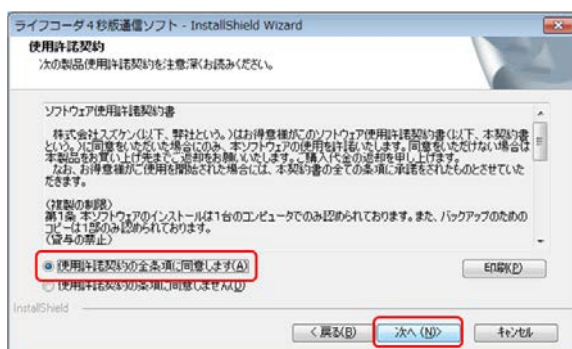 ライフコーダ4秒版通信ソフト - InstallShield Wizard
使用許諾契約
次の製品使用許諾契約を注意深くお読みください。
ソフトウェア使用許諾契約書
株式会社スズケン(以下、弊社という。)はお得意様がこのソフトウェア使用許諾契約書(以下、本契約書
という。)に同意をいただいた場合にのみ、本ソフトウェアの使用を許諾いたします。同意をいただけない場合は
本製品をお買い上げ先までご返却をお願いいたします。ご購入代金の返却を申し上げます。
なお、お得意様がご使用を開始された場合には、本契約書の全ての条項に承諾をされたものとさせていた
だきます。
(複製の制限)
第1条 本ソフトウェアのインストールは1台のコンピュータでのみ認められております。また、バックアップのための
コピーは1部のみ認められております。
(貸与の禁止)
使用許諾契約の全条項に同意します(A)
印刷(P)
使用許諾契約の条項に同意しません(D)
InstallShield
< 戻る(B)
次へ(N)>
キャンセル